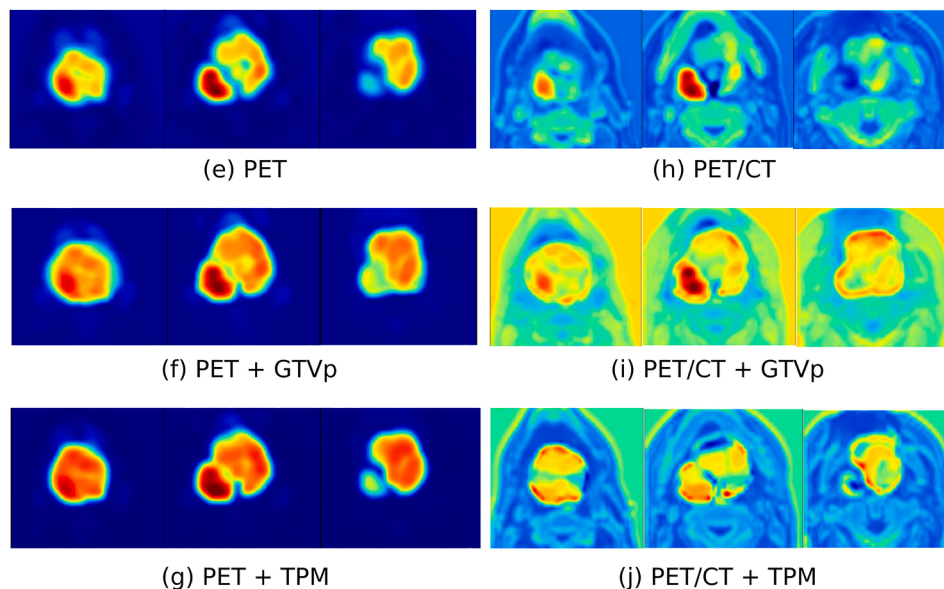 (e) PET
(h) PET/CT
(f) PET + GTVp
(i) PET/CT + GTVp
(g) PET + TPM
(j) PET/CT + TPM